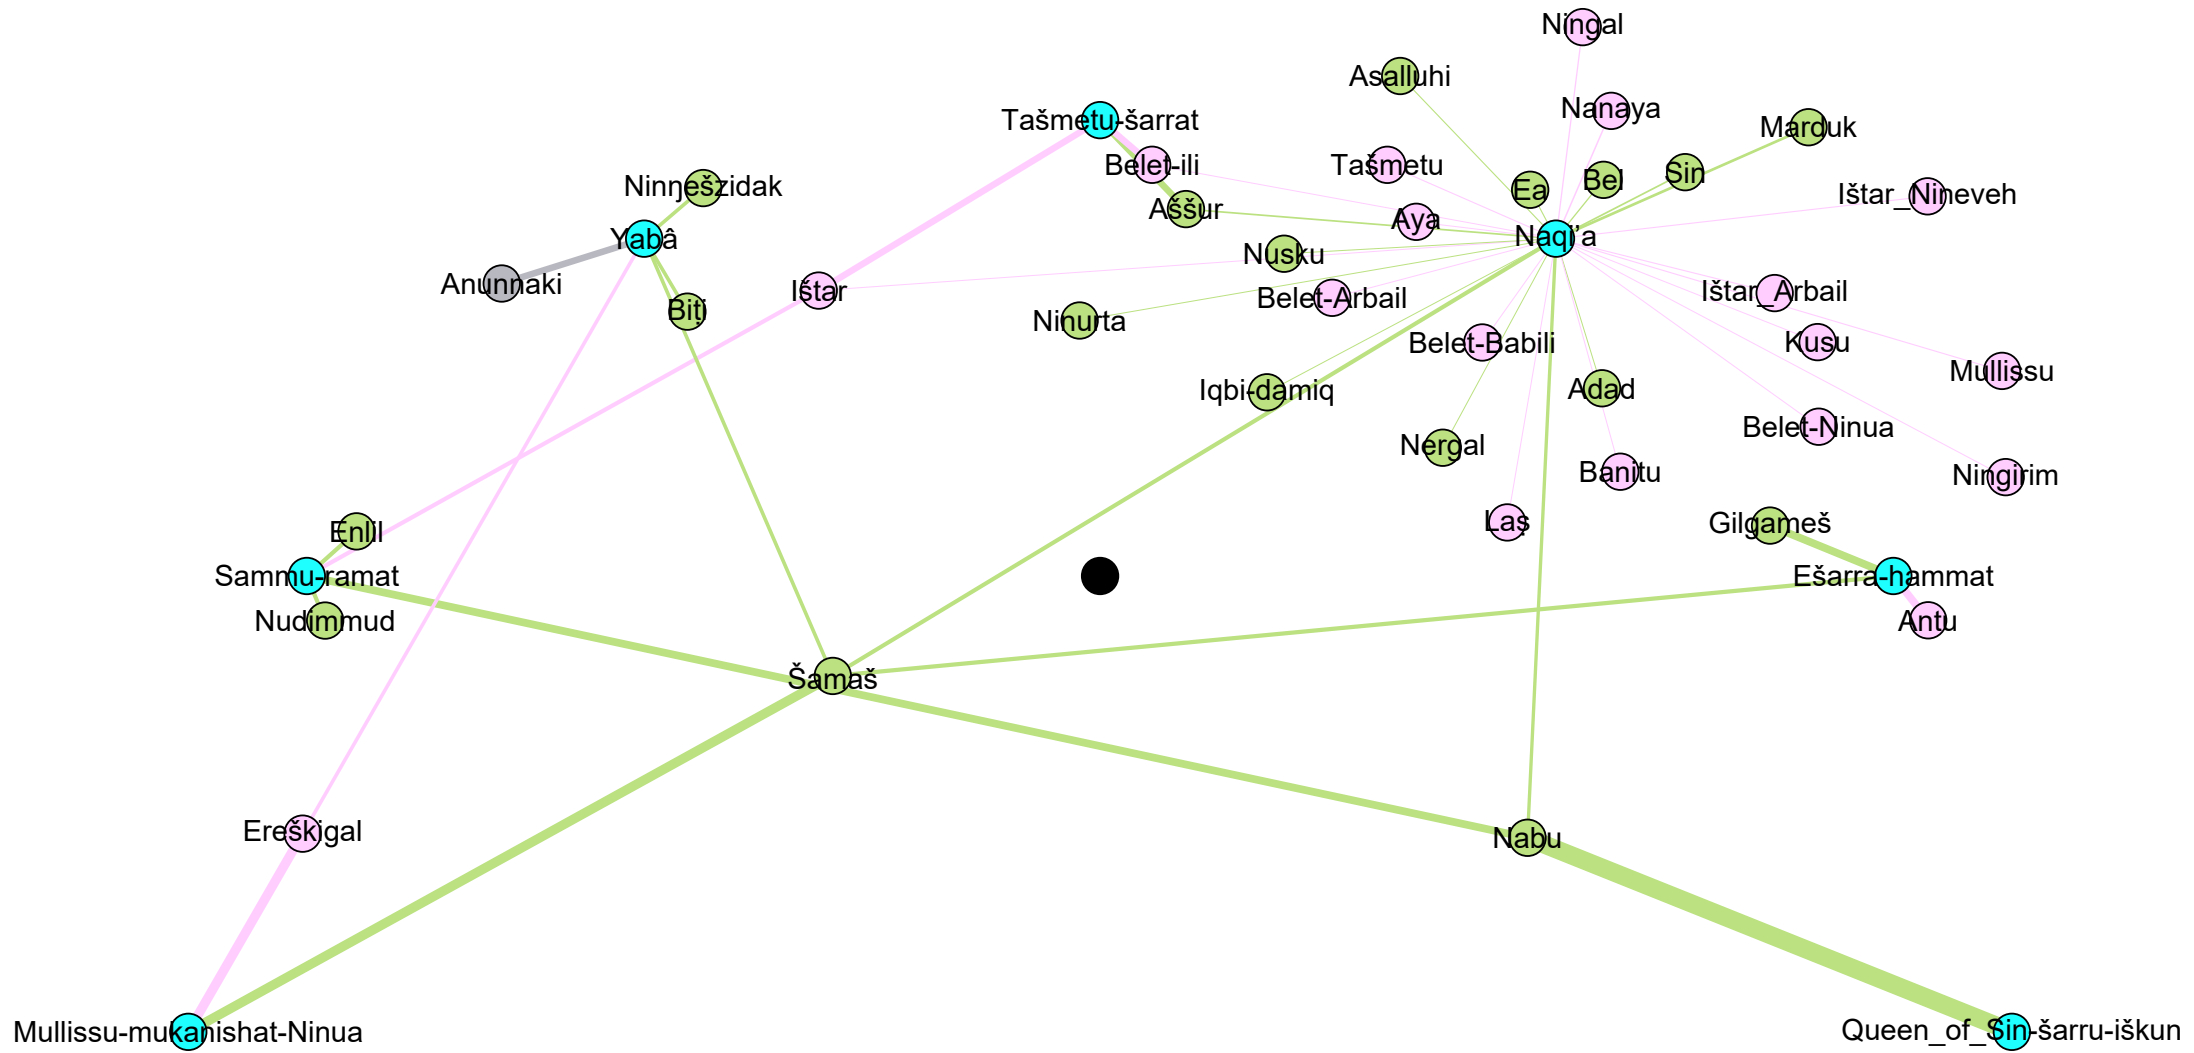 Ningal
Asalluhi
Nanaya
Tašmetu-šarrat
Marduk
Belet-ili
Tašmetu
Ninŋešzidak
Ea
Bel
Sin
Ištar_Nineveh
Aššur
Aya
Yabâ
Naqi’a
Nusku
Anunnaki
Ištar
Belet-Arbail
Ištar_Arbail
Biṭi
Ninurta
Belet-Babili
Kusu
Mullissu
Iqbi-damiq
Adad
Belet-Ninua
Nergal
Banitu
Ningirim
Laṣ
Gilgameš
Enlil
Sammu-ramat
Ešarra-hammat
Nudimmud
Antu
Šamaš
Ereškigal
Nabu
Mullissu-mukanishat-Ninua
Queen_of_Sin-šarru-iškun